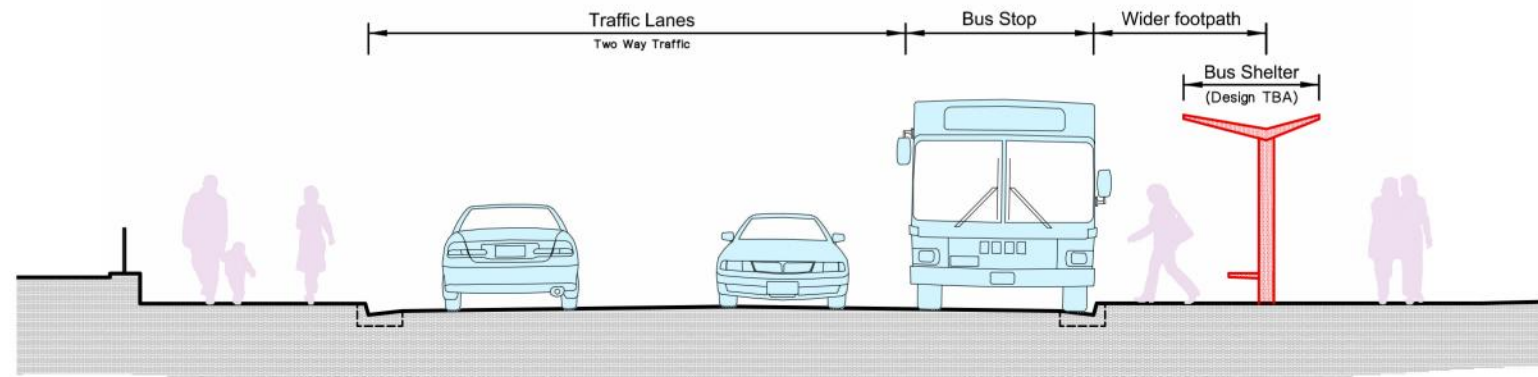 Traffic Lanes
Two Way Traffic
Bus Stop
Wider footpath
Bus Shelter
(Design TBA)